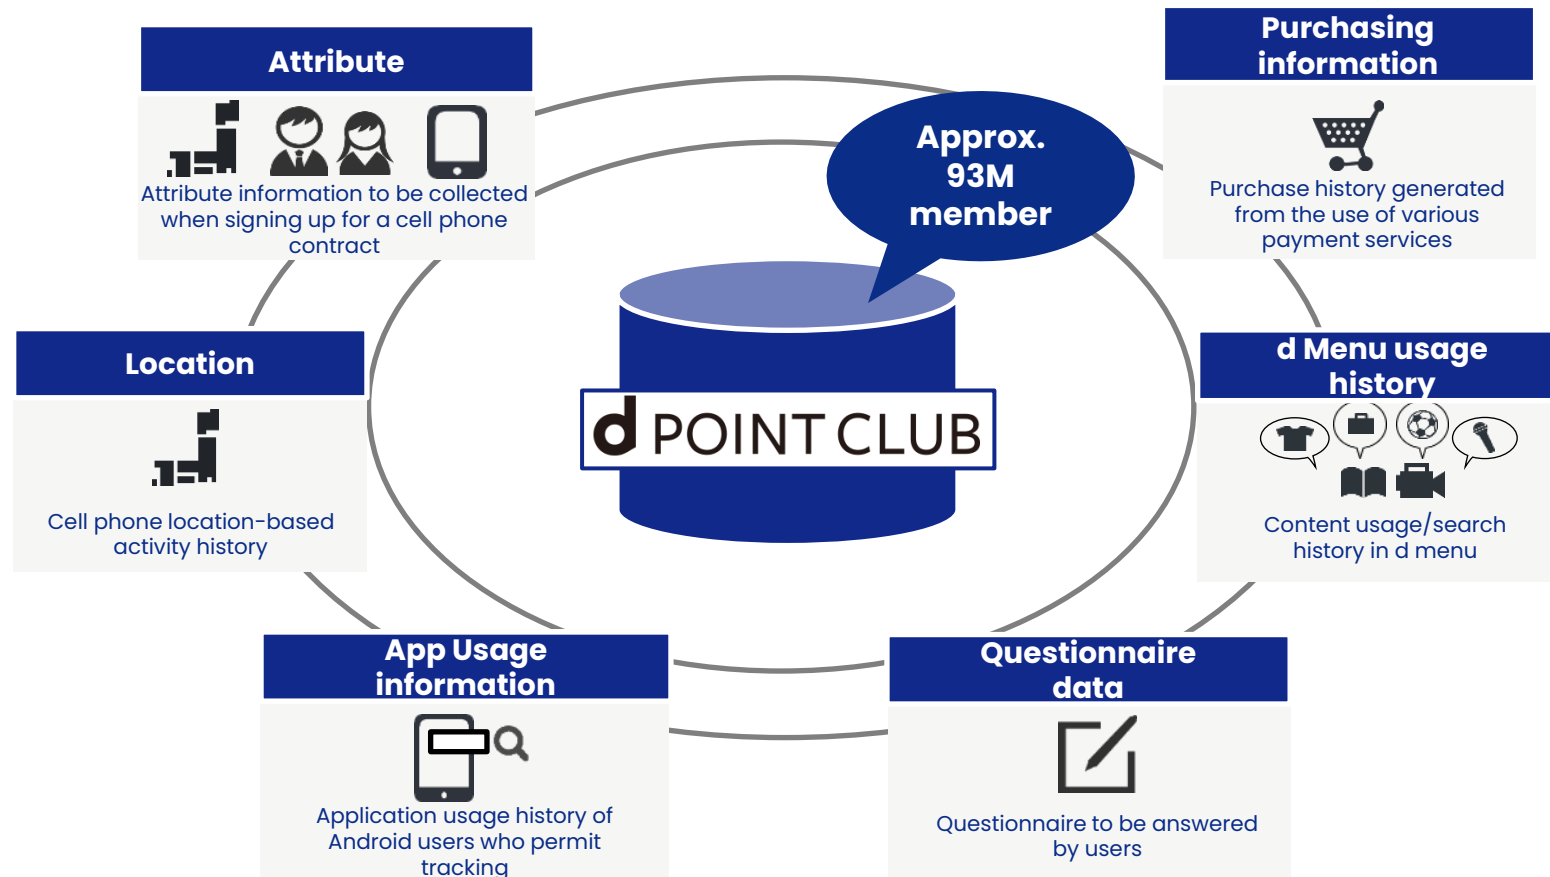 Attribute
Attribute information to be collected
when signing up for a cell phone
contract
Purchasing
information
Purchase history generated
from the use of various
payment services
Approx.
93M
member
Location
Cell phone location-based
activity history
d POINT CLUB
d Menu usage
history
Content usage/search
history in d menu
App Usage
information
Application usage history of
Android users who permit
tracking
Questionnaire
data
Questionnaire to be answered
by users